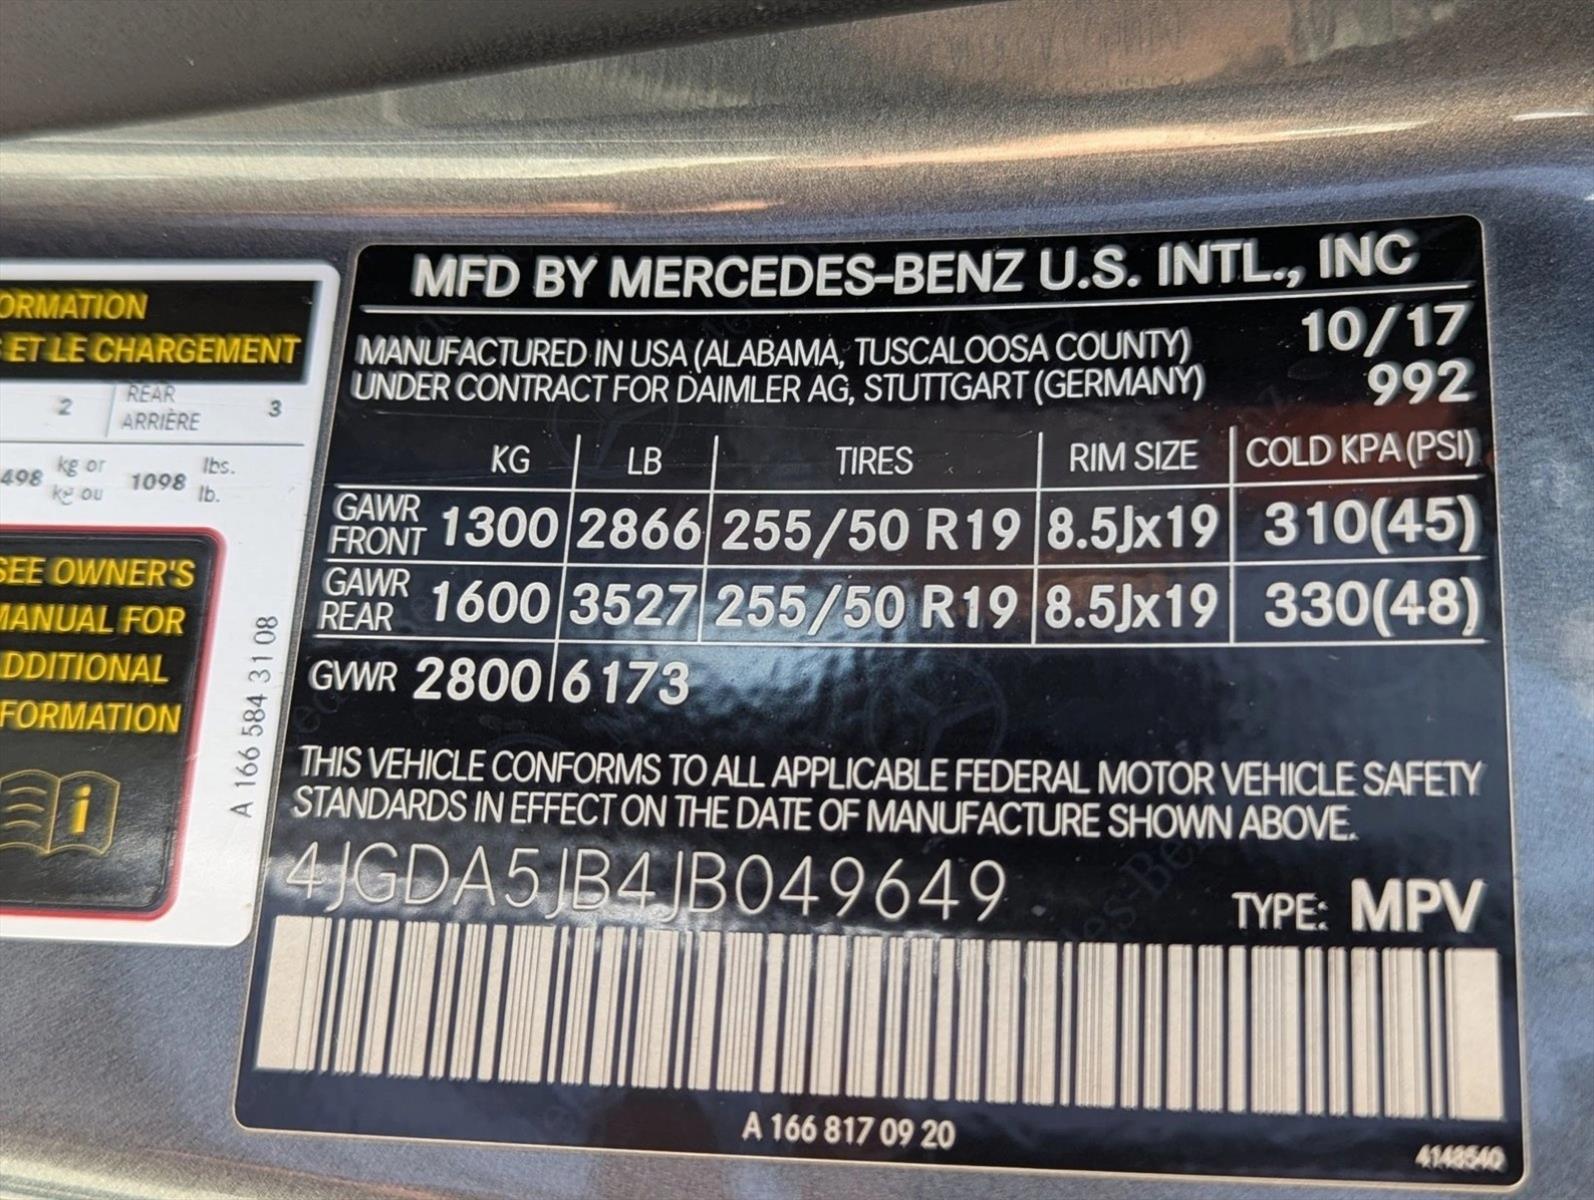 ORMATION
ET LE CHARGEMENT
2 REAR ARRIÈRE 3
498 kg or kg ou 1098 lbs. lb.
SEE OWNER'S
MANUAL FOR
ADDITIONAL
FORMATION
A 166 584 31 08
MFD BY MERCEDES-BENZ U.S. INTL., INC
MANUFACTURED IN USA (ALABAMA, TUSCALOOSA COUNTY) 10/17
UNDER CONTRACT FOR DAIMLER AG, STUTTGART (GERMANY) 992
KG LB TIRES RIM SIZE COLD KPA (PSI)
GAWR FRONT 1300 2866 255/50 R19 8.5Jx19 310(45)
GAWR REAR 1600 3527 255/50 R19 8.5Jx19 330(48)
GVWR 2800 6173
THIS VEHICLE CONFORMS TO ALL APPLICABLE FEDERAL MOTOR VEHICLE SAFETY
STANDARDS IN EFFECT ON THE DATE OF MANUFACTURE SHOWN ABOVE.
4JGDA5JB4JB049649 TYPE: MPV
A 166 817 09 20
4148540